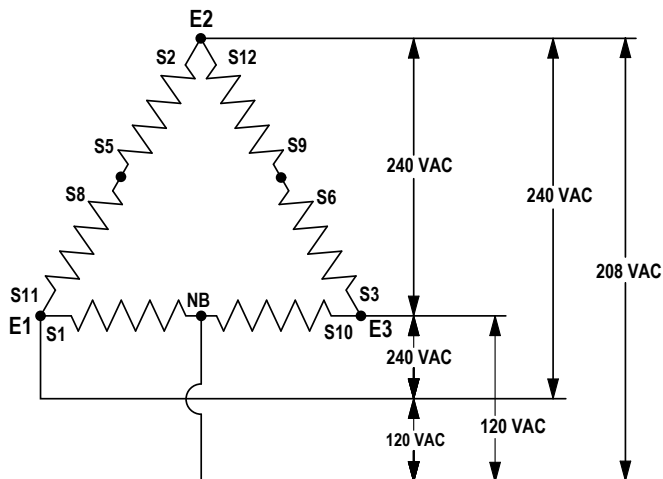 E2
S2
S12
S5
S9
S8
S6
240 VAC
240 VAC
208 VAC
S11
S3
NB
E1
S1
S10
E3
240 VAC
120 VAC
120 VAC